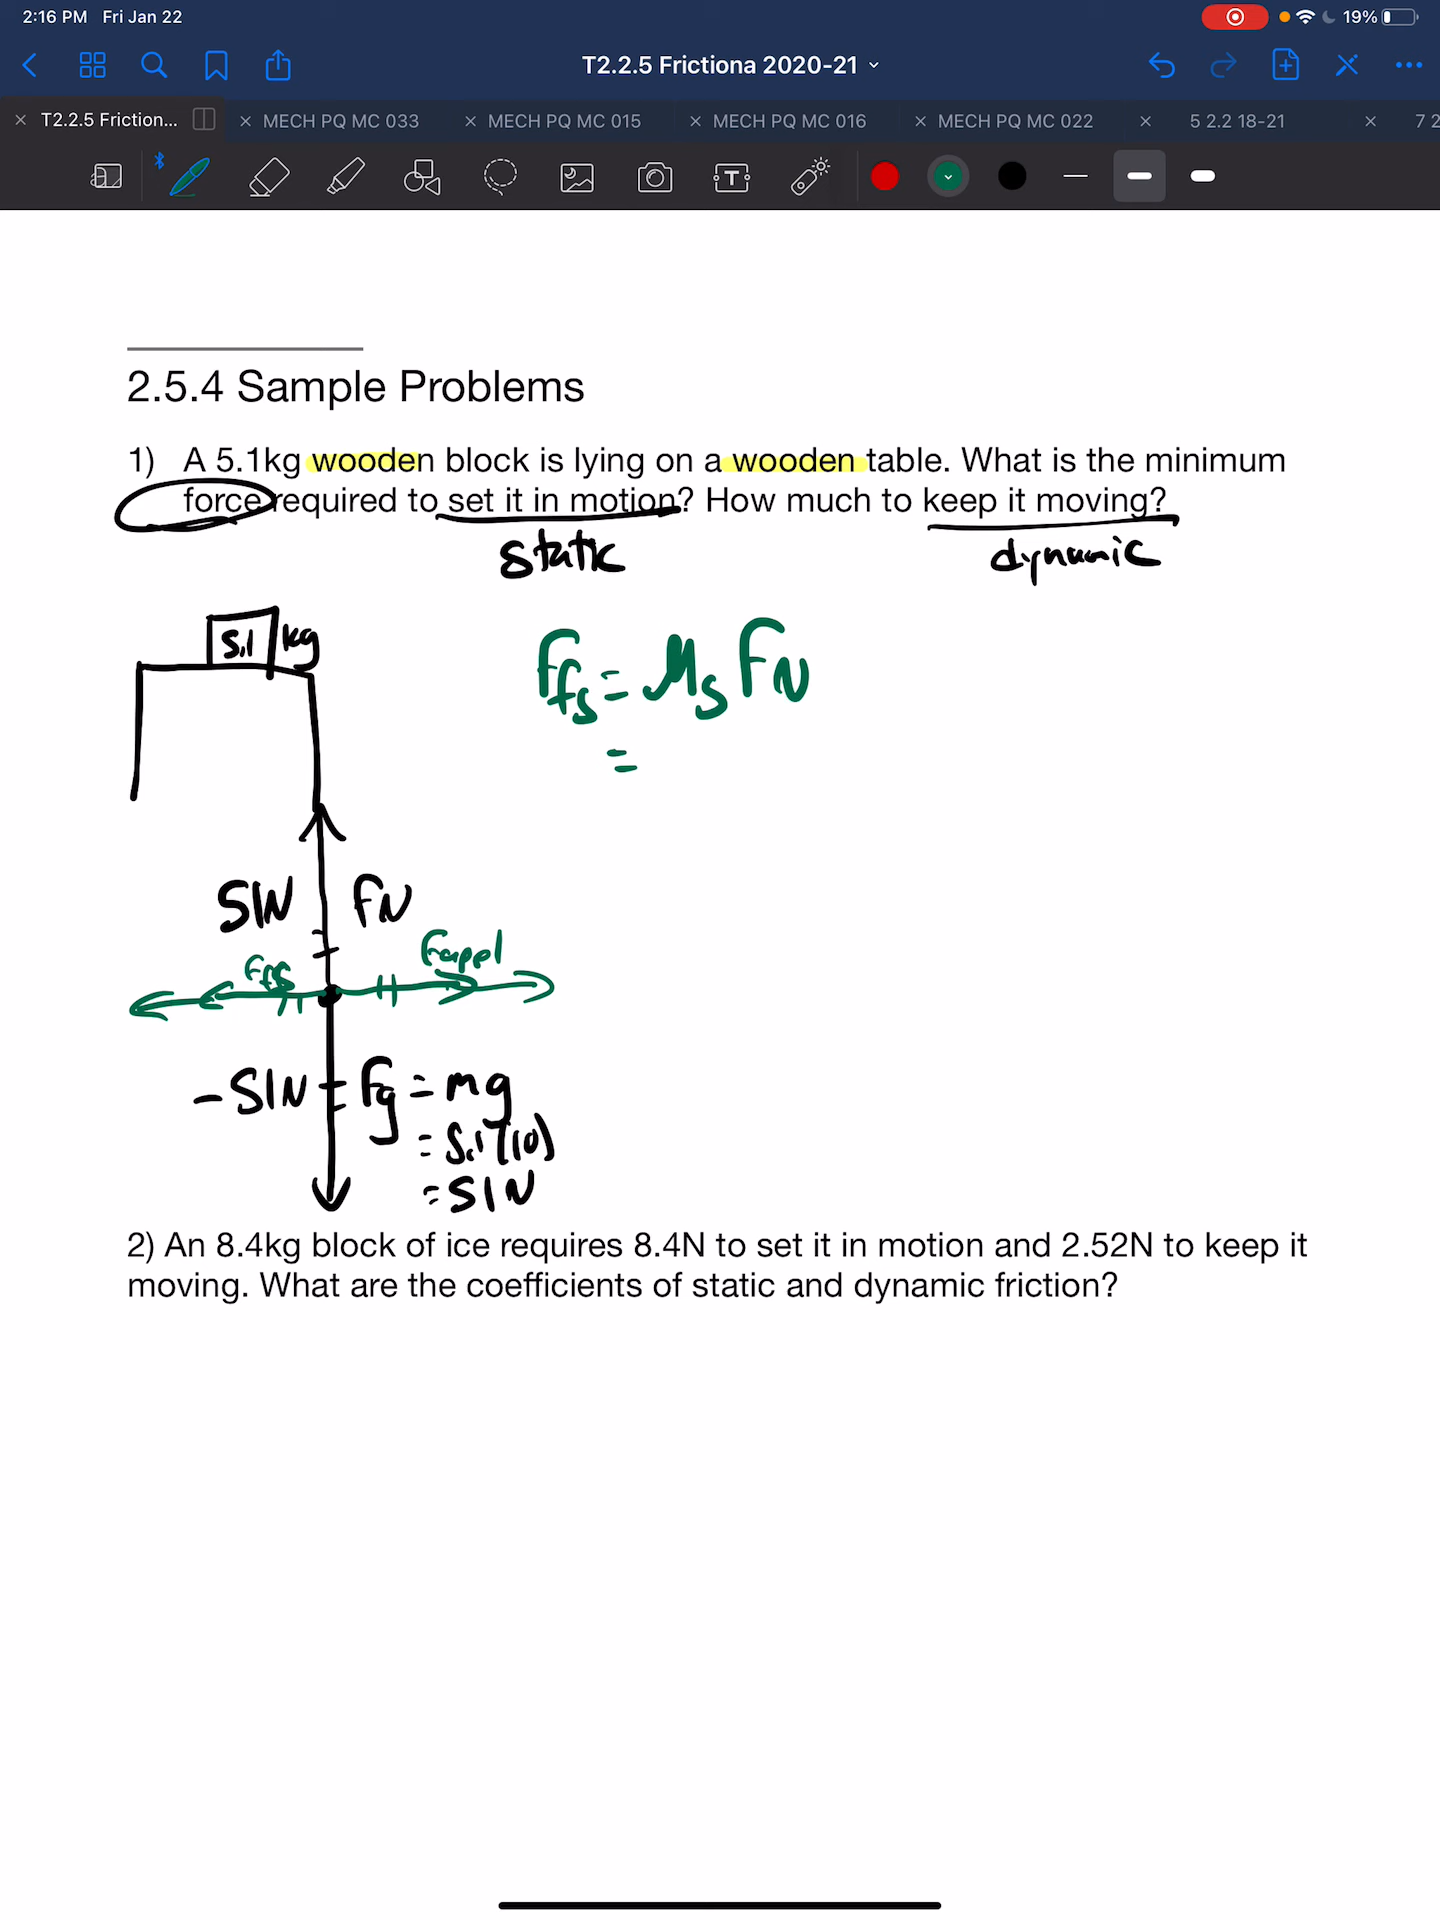 2:16 PM Fri Jan 22
19%
T2.2.5 Frictiona 2020-21
T2.2.5 Friction...
MECH PQ MC 033
MECH PQ MC 015
MECH PQ MC 016
MECH PQ MC 022
5 2.2 18-21
7 2
2.5.4 Sample Problems
1) A 5.1kg wooden block is lying on a wooden table. What is the minimum
force required to set it in motion? How much to keep it moving?
static dynamic
5.1 kg
Ffs = μs FN
=
51N FN
Ffs Fappl
-51N = Fg = mg
= 5.1(10)
= 51N
2) An 8.4kg block of ice requires 8.4N to set it in motion and 2.52N to keep it
moving. What are the coefficients of static and dynamic friction?